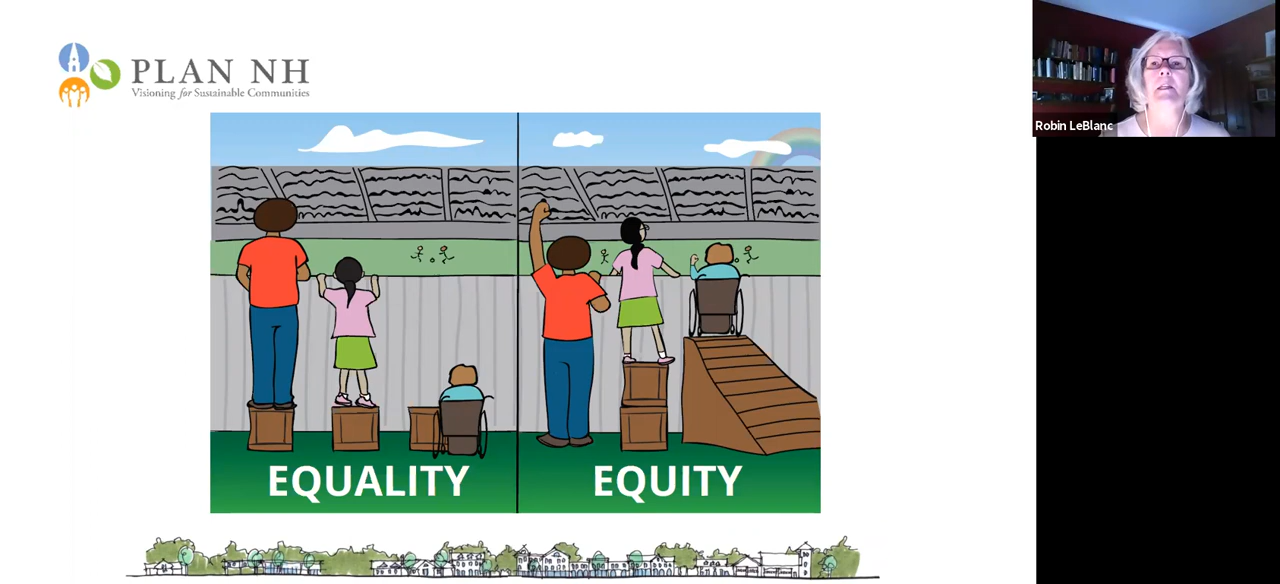 PLAN NH
Visioning for Sustainable Communities
Robin LeBlanc
EQUALITY
EQUITY